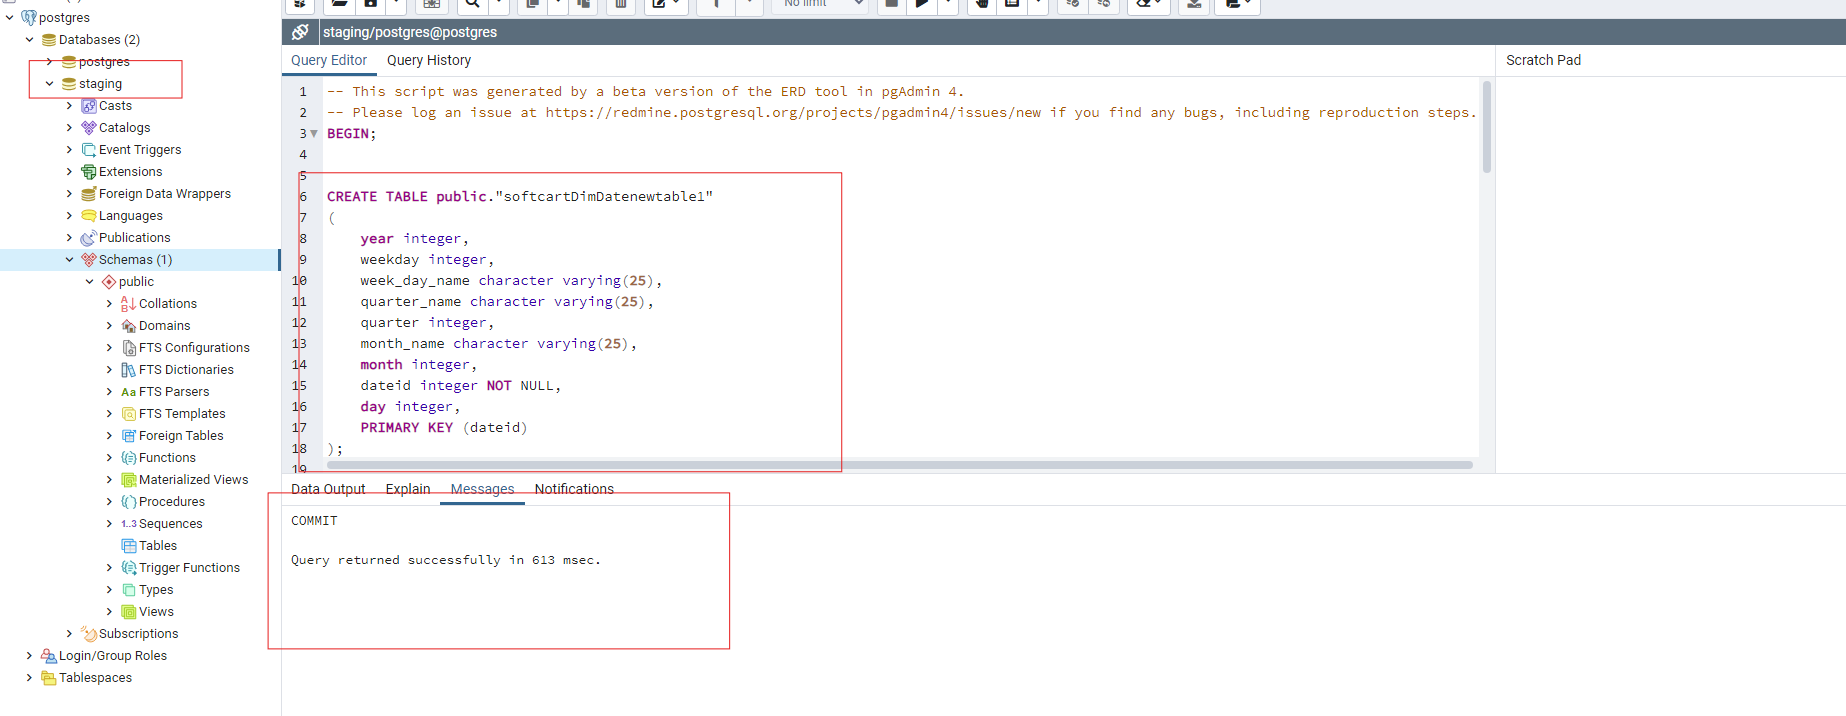 postgres
Databases (2)
postgres
staging
Casts
Catalogs
Event Triggers
Extensions
Foreign Data Wrappers
Languages
Publications
Schemas (1)
public
Collations
Domains
FTS Configurations
FTS Dictionaries
Aa FTS Parsers
FTS Templates
Foreign Tables
Functions
Materialized Views
Procedures
1..3 Sequences
Tables
Trigger Functions
Types
Views
Subscriptions
Login/Group Roles
Tablespaces
No limit
staging/postgres@postgres
Query Editor Query History
Scratch Pad
1 -- This script was generated by a beta version of the ERD tool in pgAdmin 4.
2 -- Please log an issue at https://redmine.postgresql.org/projects/pgadmin4/issues/new if you find any bugs, including reproduction steps.
3 BEGIN;
4
5
6 CREATE TABLE public."softcartDimDatenewtable1"
7 (
8 year integer,
9 weekday integer,
10 week_day_name character varying(25),
11 quarter_name character varying(25),
12 quarter integer,
13 month_name character varying(25),
14 month integer,
15 dateid integer NOT NULL,
16 day integer,
17 PRIMARY KEY (dateid)
18 );
19
Data Output Explain Messages Notifications
COMMIT
Query returned successfully in 613 msec.